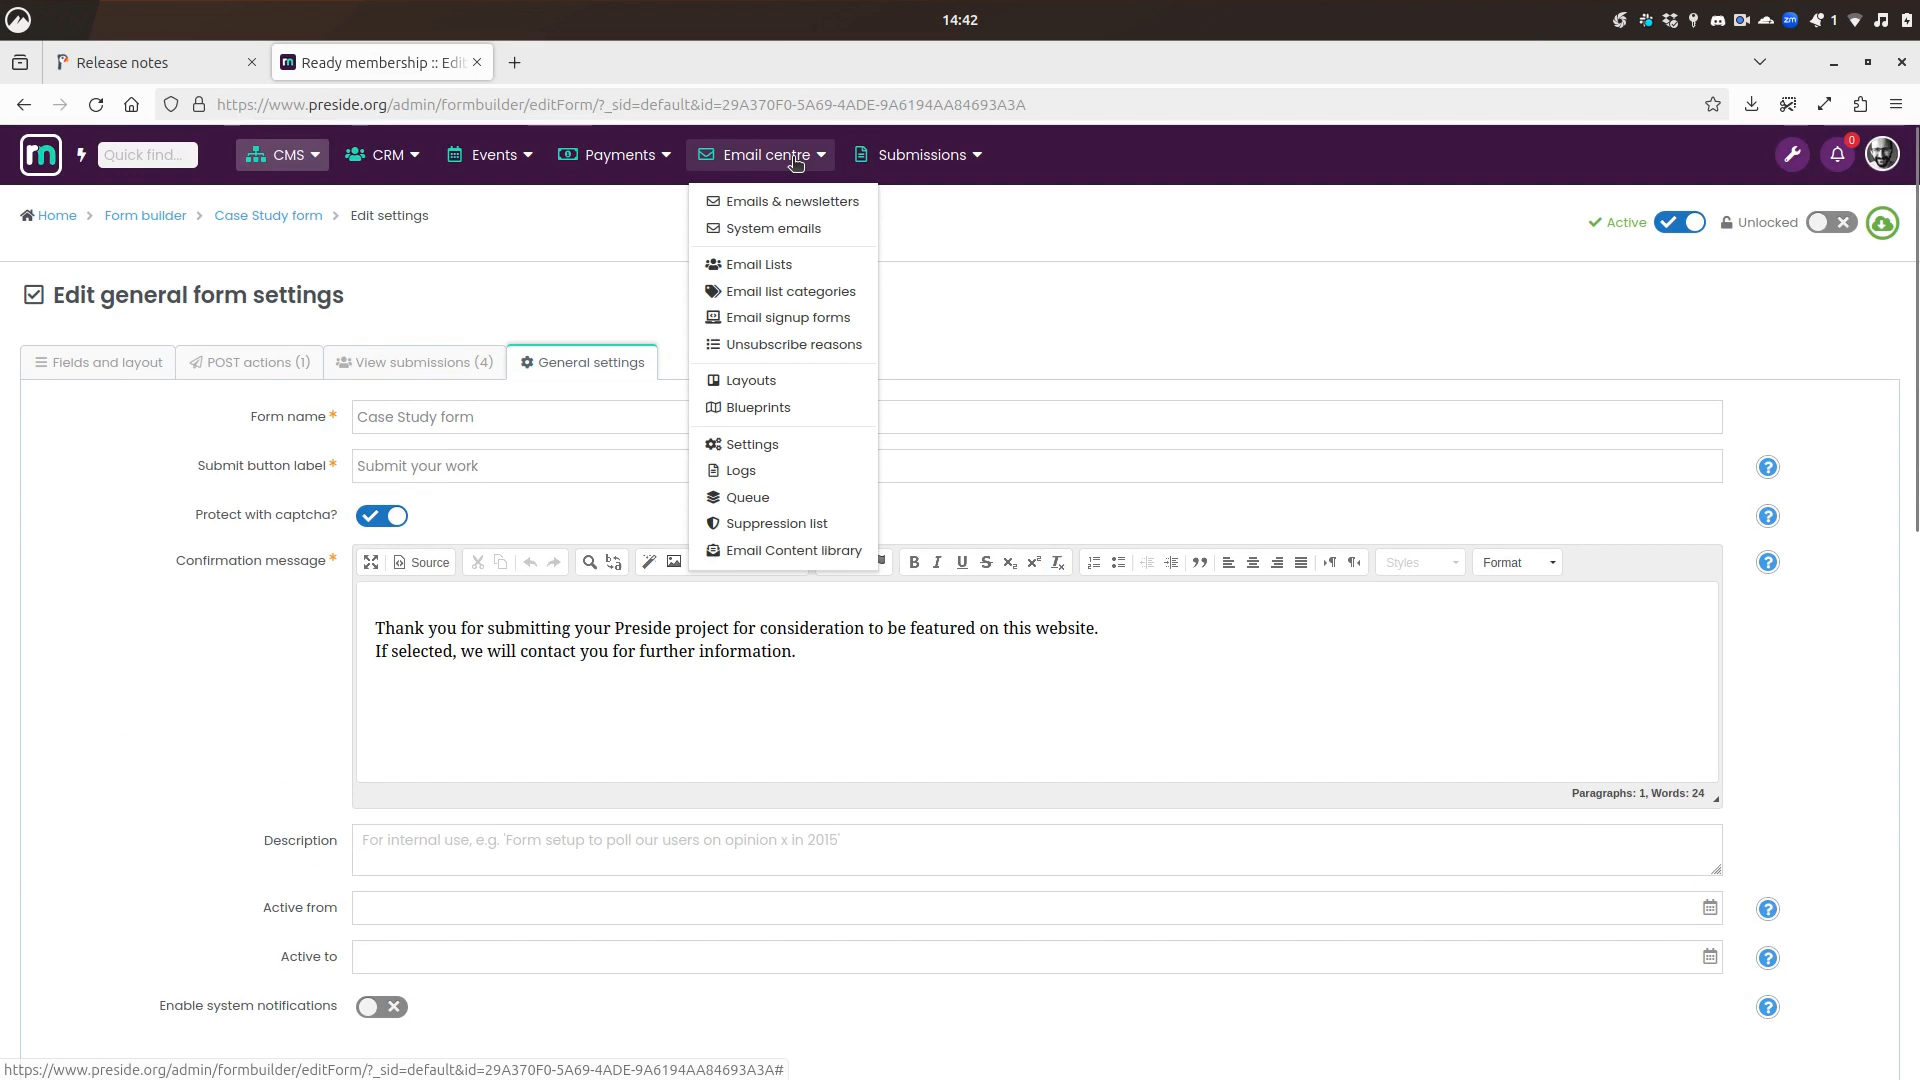 14:42
zm
1
Release notes
Ready membership :: Edit
https://www.preside.org/admin/formbuilder/editForm/?_sid=default&id=29A370F0-5A69-4ADE-9A6194AA84693A3A
Quick find...
CMS
CRM
Events
Payments
Email centre
Submissions
0
Home
Form builder
Case Study form
Edit settings
Active
Unlocked
Emails & newsletters
System emails
Email Lists
Email list categories
Email signup forms
Unsubscribe reasons
Layouts
Blueprints
Settings
Logs
Queue
Suppression list
Email Content library
Edit general form settings
Fields and layout
POST actions (1)
View submissions (4)
General settings
Form name *
Case Study form
Submit button label *
Submit your work
Protect with captcha?
Confirmation message *
Source
Styles
Format
Thank you for submitting your Preside project for consideration to be featured on this website.
If selected, we will contact you for further information.
Paragraphs: 1, Words: 24
Description
For internal use, e.g. 'Form setup to poll our users on opinion x in 2015'
Active from
Active to
Enable system notifications
https://www.preside.org/admin/formbuilder/editForm/?_sid=default&id=29A370F0-5A69-4ADE-9A6194AA84693A3A#